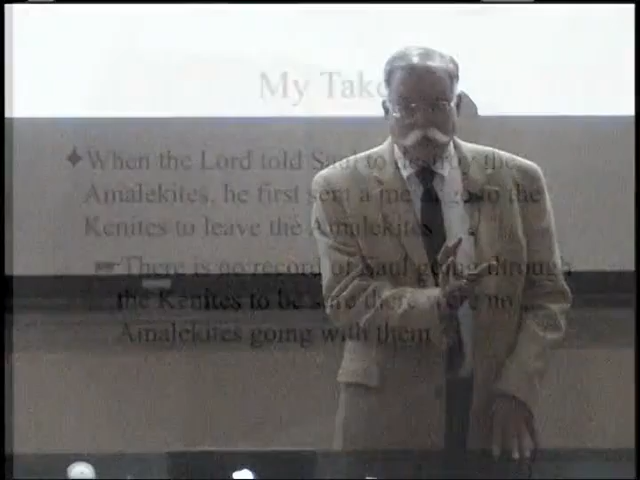 My Take
When the Lord told Saul to destroy the
Amalekites, he first sent a message to the
Kenites to leave the Amalekites
There is no record of Saul going through
the Kenites to be sure there were no
Amalekites going with them